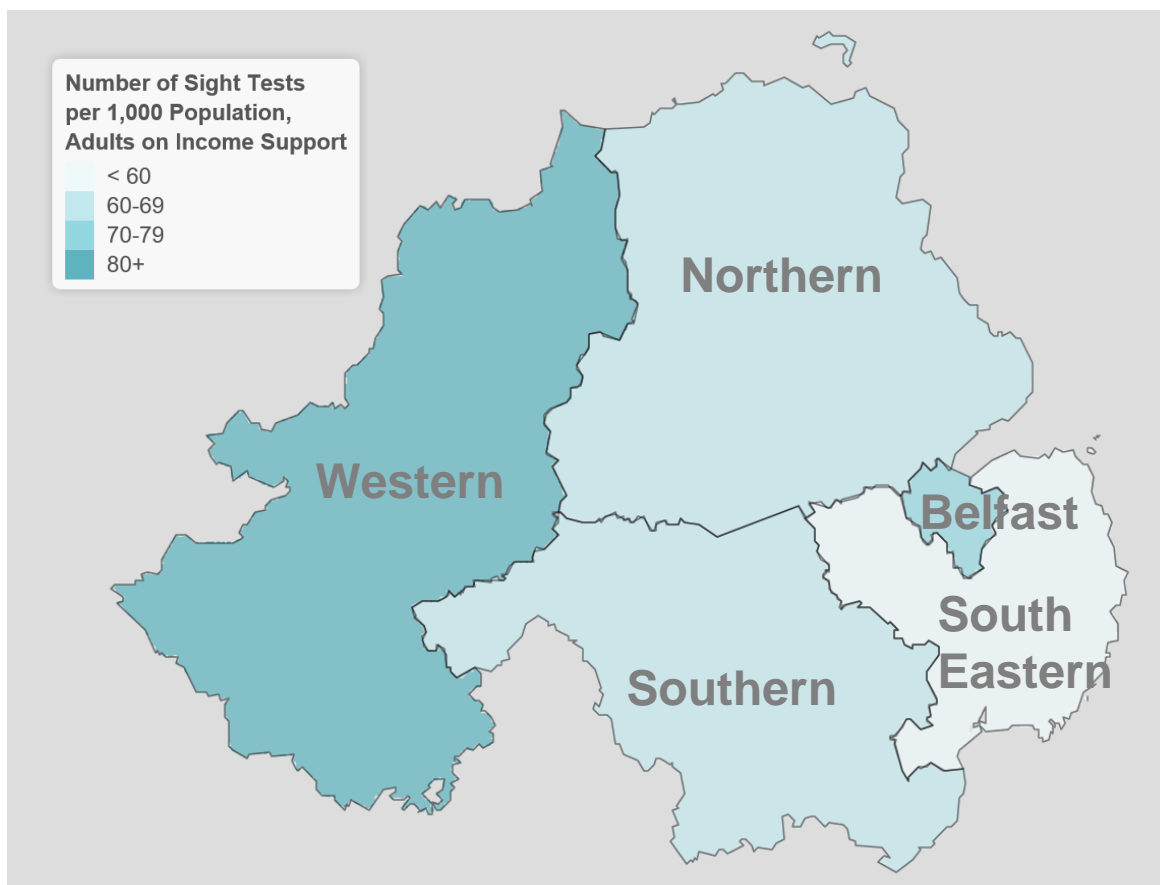 Number of Sight Tests
per 1,000 Population,
Adults on Income Support
< 60
60-69
70-79
80+
Northern
Western
Belfast
South
Eastern
Southern